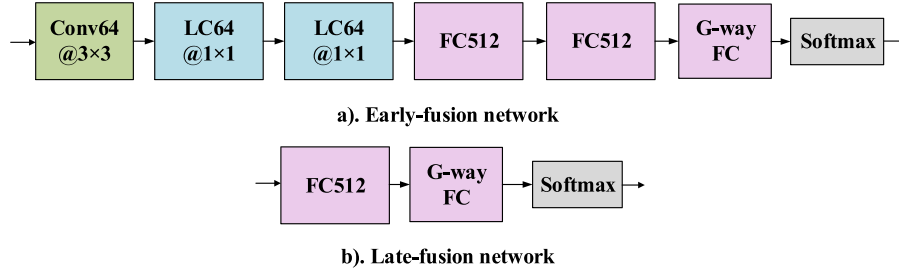 Conv64
@3×3
LC64
@1×1
LC64
@1×1
FC512
FC512
G-way
FC
Softmax
a). Early-fusion network
FC512
G-way
FC
Softmax
b). Late-fusion network